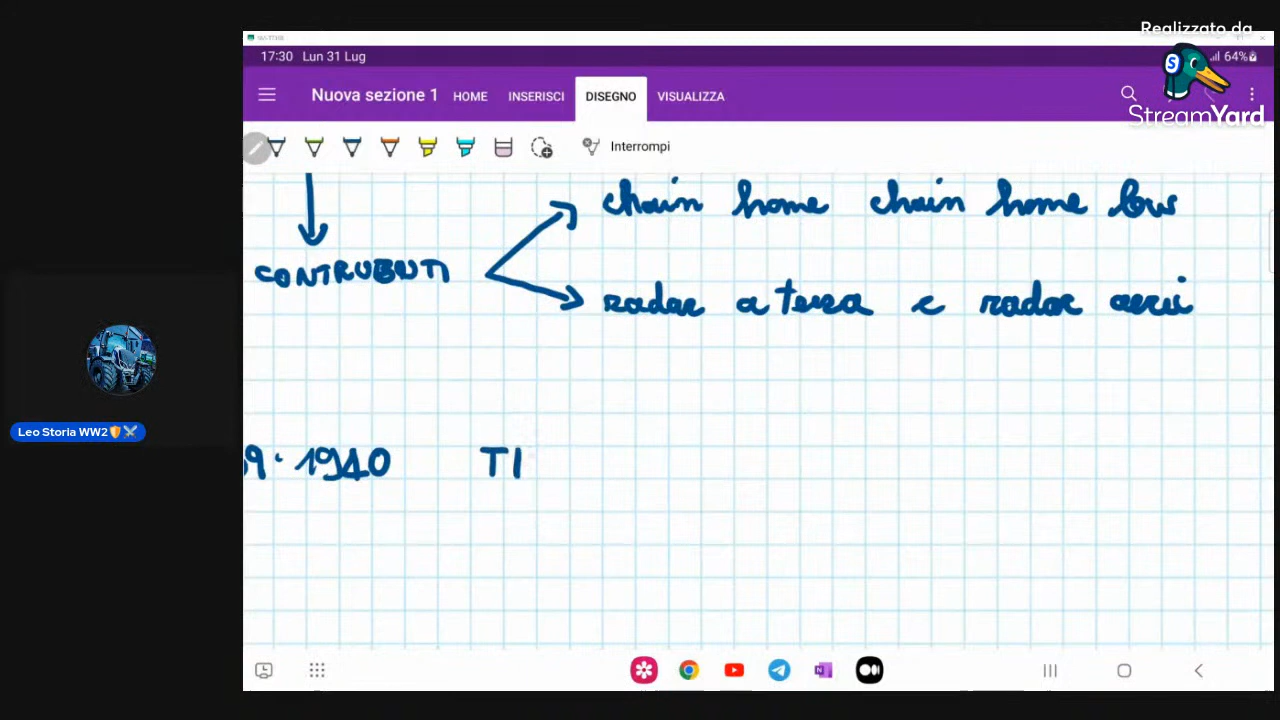 Realizzato da
StreamYard
17:30 Lun 31 Lug
64%
Nuova sezione 1 HOME INSERISCI DISEGNO VISUALIZZA
Interrompi
chain home chain home low
CONTRIBUTI
radar a terra e radar aerei
Leo Storia WW2
39·1940 TI